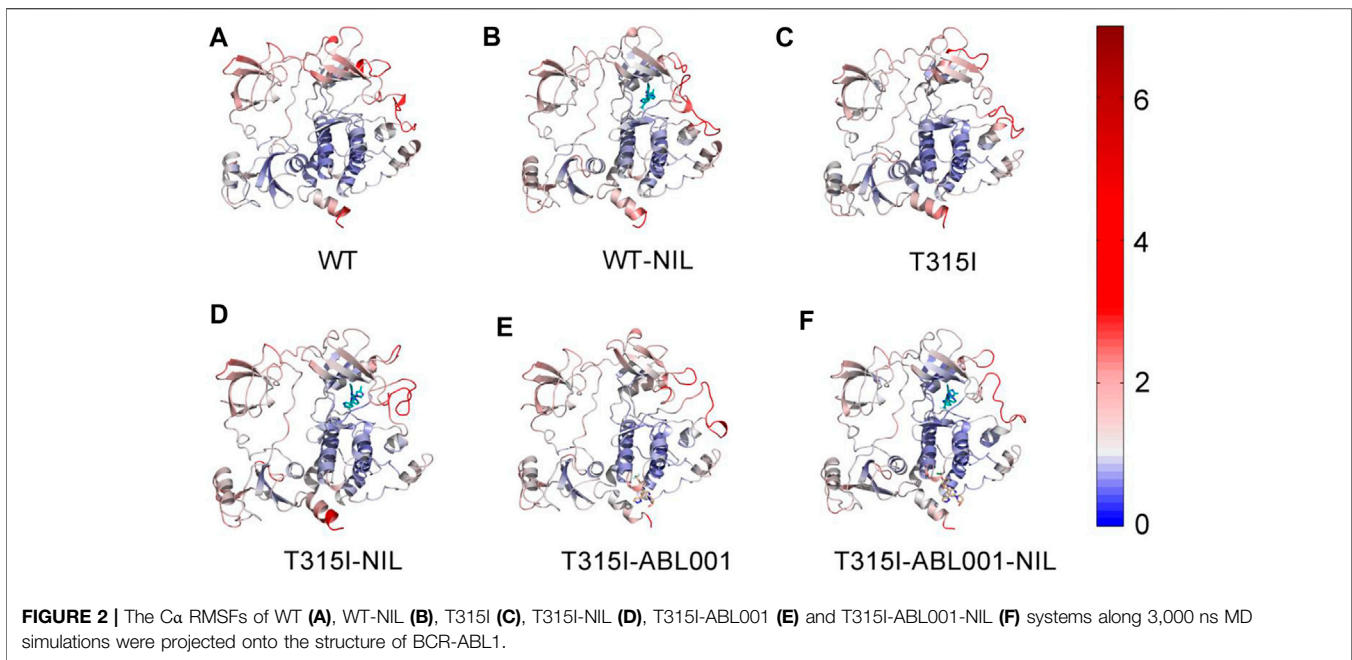 A
B
C
WT
WT-NIL
T315I
D
E
F
T315I-NIL
T315I-ABL001
T315I-ABL001-NIL
6
4
2
0
FIGURE 2 | The Cα RMSFs of WT (A), WT-NIL (B), T315I (C), T315I-NIL (D), T315I-ABL001 (E) and T315I-ABL001-NIL (F) systems along 3,000 ns MD
simulations were projected onto the structure of BCR-ABL1.